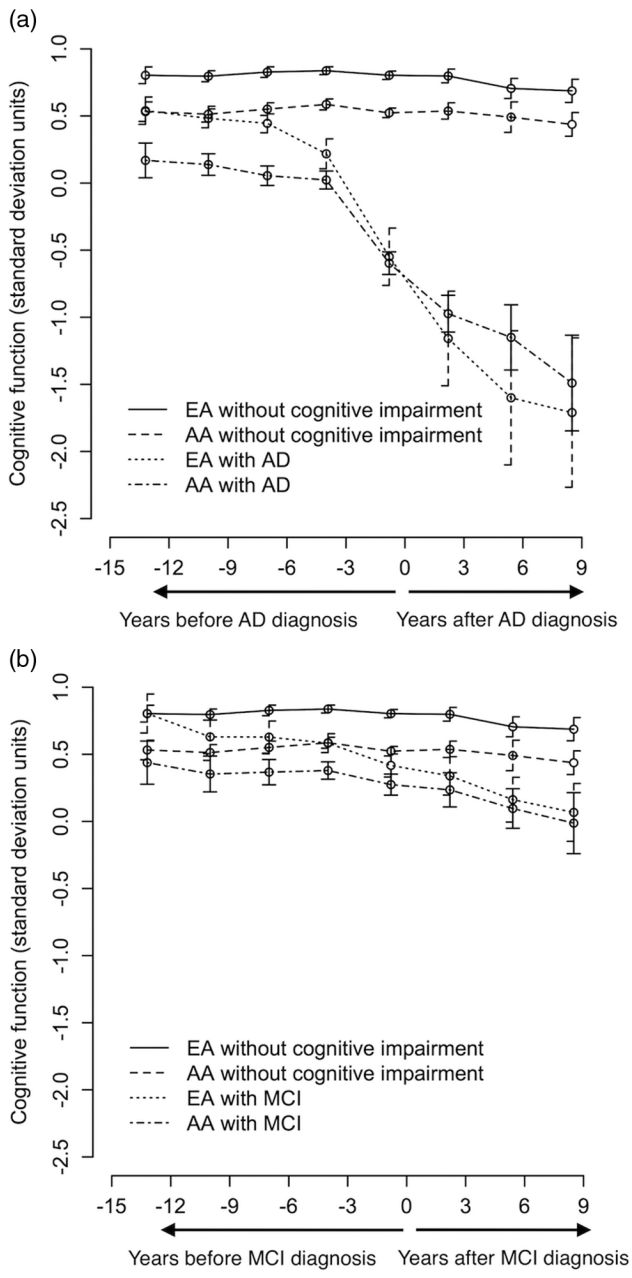 (a)
Cognitive function (standard deviation units)
1.0
0.5
0.0
-0.5
-1.0
-1.5
-2.0
-2.5
EA without cognitive impairment
AA without cognitive impairment
EA with AD
AA with AD
-15 -12 -9 -6 -3 0 3 6 9
Years before AD diagnosis Years after AD diagnosis
(b)
Cognitive function (standard deviation units)
1.0
0.5
0.0
-0.5
-1.0
-1.5
-2.0
-2.5
EA without cognitive impairment
AA without cognitive impairment
EA with MCI
AA with MCI
-15 -12 -9 -6 -3 0 3 6 9
Years before MCI diagnosis Years after MCI diagnosis